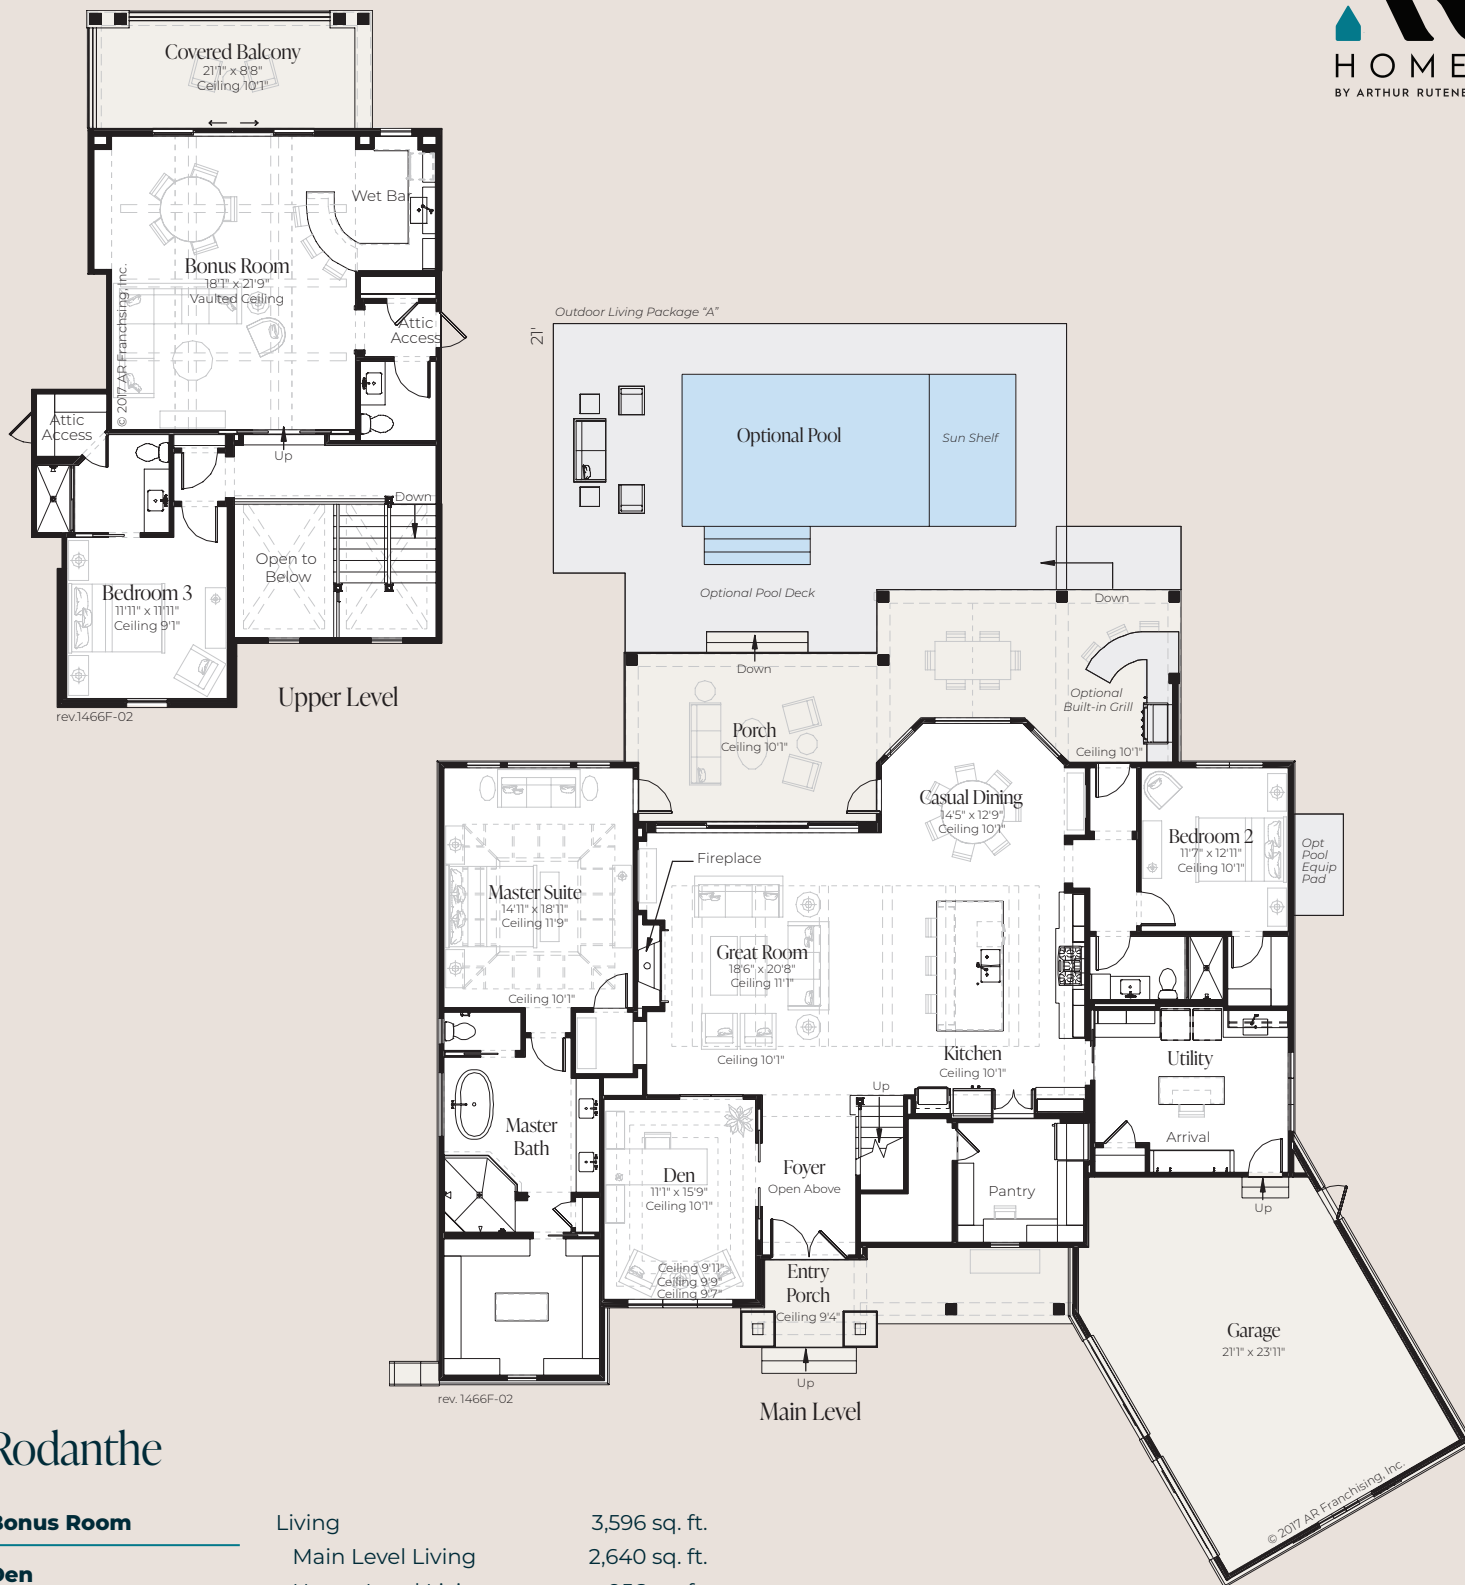 HOME
BY ARTHUR RUTENB
Covered Balcony
21'1" x 8'8"
Ceiling 10'1"
Wet Bar
Bonus Room
18'1" x 21'9"
Vaulted Ceiling
© 2017 AR Franchsing, Inc.
Attic
Access
Attic
Access
Up
Down
Open to
Below
Bedroom 3
11'11" x 11'11"
Ceiling 9'1"
Upper Level
rev.1466F-02
Outdoor Living Package "A"
21'
Optional Pool
Sun Shelf
Optional Pool Deck
Down
Down
Optional
Built-in Grill
Porch
Ceiling 10'1"
Ceiling 10'1"
Casual Dining
14'5" x 12'9"
Ceiling 10'1"
Bedroom 2
11'7" x 12'11"
Ceiling 10'1"
Opt
Pool
Equip
Pad
Fireplace
Master Suite
14'11" x 18'11"
Ceiling 11'9"
Ceiling 10'1"
Great Room
18'6" x 20'8"
Ceiling 11'1"
Ceiling 10'1"
Kitchen
Ceiling 10'1"
Utility
Up
Master
Bath
Den
11'1" x 15'9"
Ceiling 10'1"
Foyer
Open Above
Arrival
Pantry
Up
Ceiling 9'11"
Ceiling 9'9"
Ceiling 9'7"
Entry
Porch
Ceiling 9'4"
Garage
21'1" x 23'11"
Up
rev. 1466F-02
Main Level
© 2017 AR Franchising, Inc.
Rodanthe
Bonus Room
Den
Living 3,596 sq. ft.
Main Level Living 2,640 sq. ft.